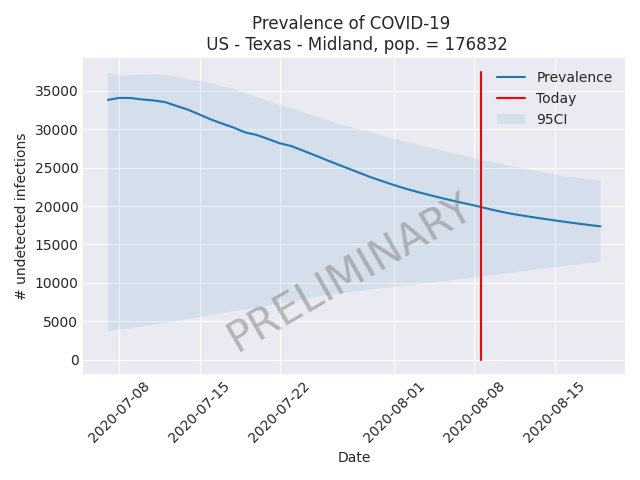 Prevalence of COVID-19
US - Texas - Midland, pop. = 176832
Prevalence
Today
95CI
# undetected infections
35000
30000
25000
20000
15000
10000
5000
0
PRELIMINARY
2020-07-08
2020-07-15
2020-07-22
2020-08-01
2020-08-08
2020-08-15
Date